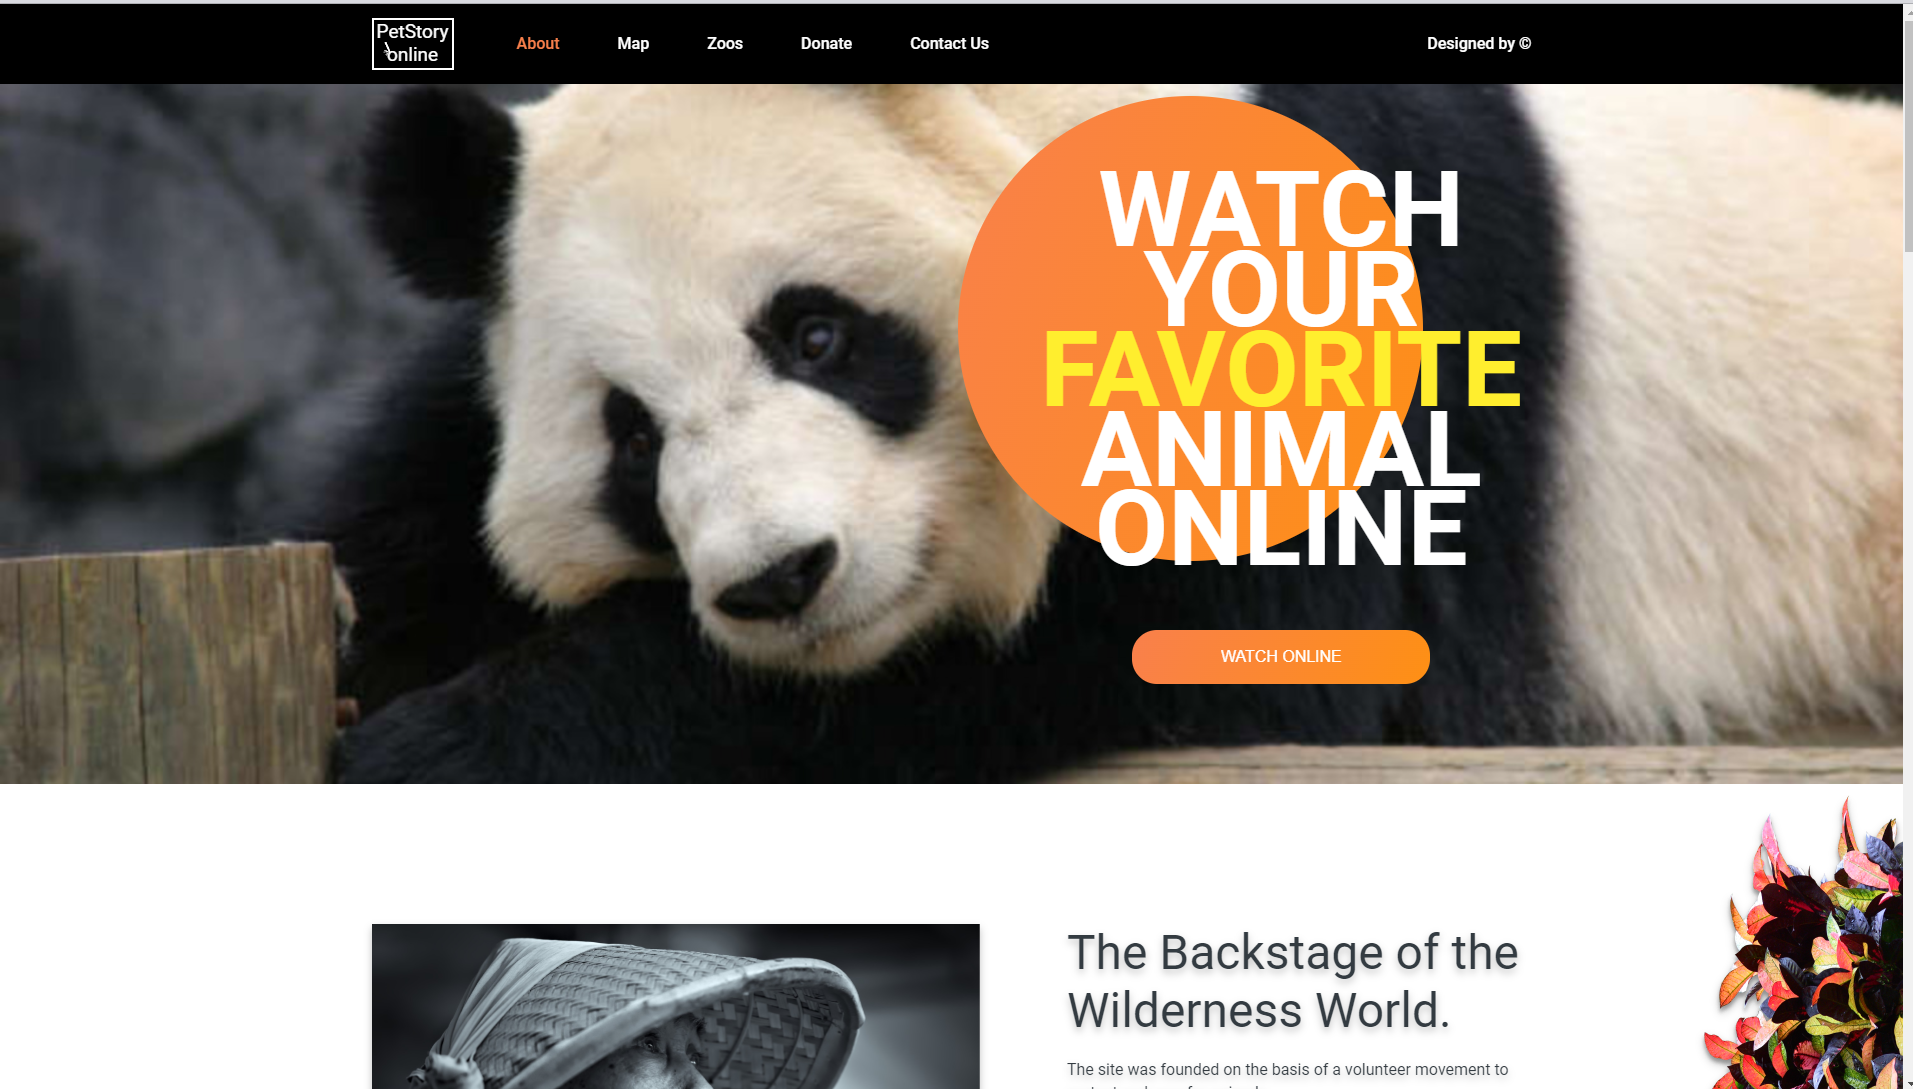 PetStory
online
About
Map
Zoos
Donate
Contact Us
Designed by ©
WATCH
YOUR
FAVORITE
ANIMAL
ONLINE
WATCH ONLINE
The Backstage of the
Wilderness World.
The site was founded on the basis of a volunteer movement to